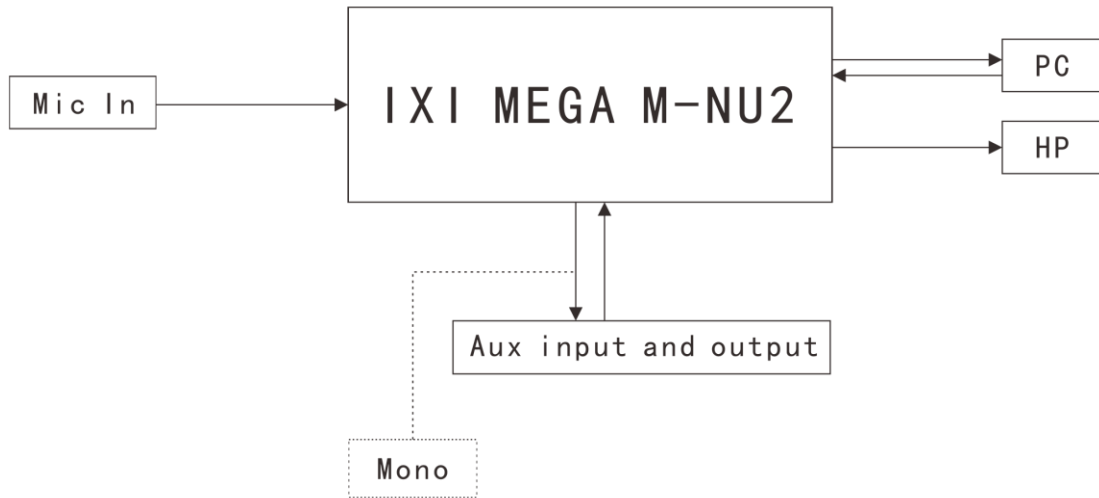 IXI MEGA M-NU2
PC
Mic In
HP
Aux input and output
Mono